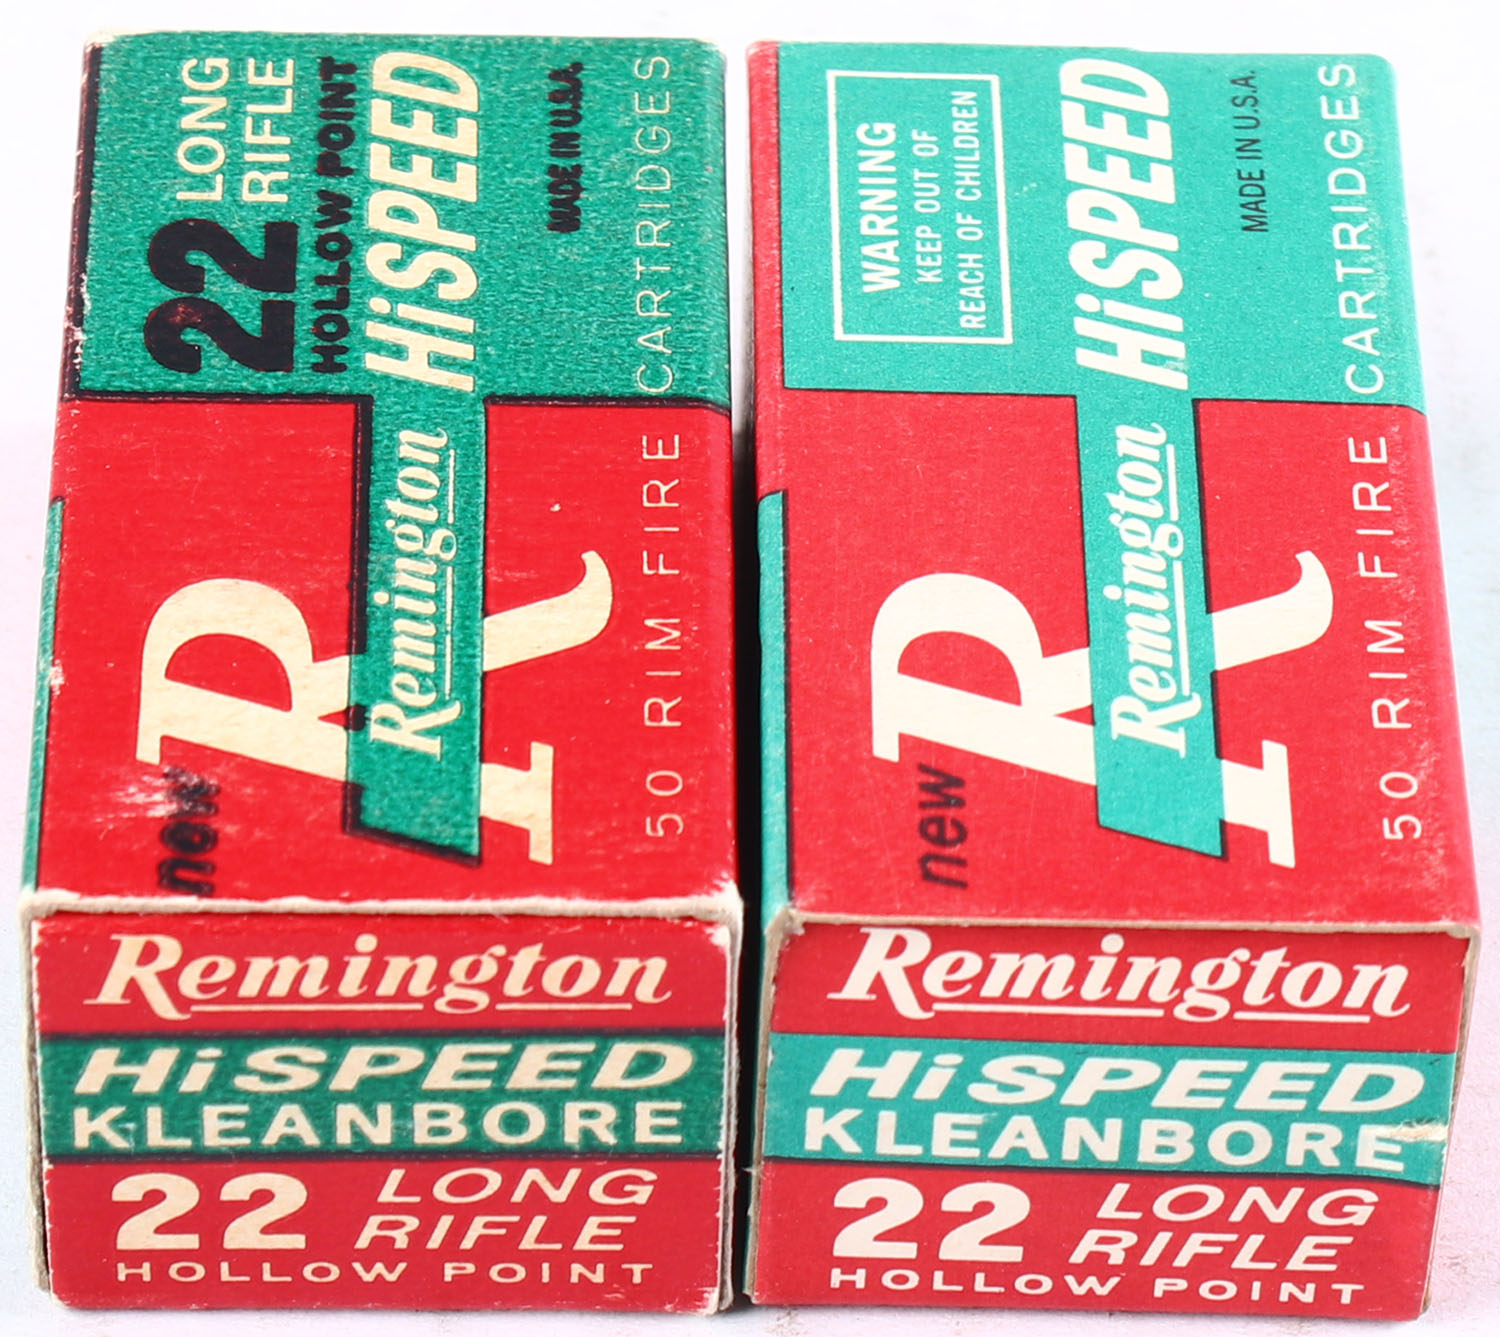 22 LONG
RIFLE
HOLLOW POINT
HiSPEED
MADE IN U.S.A.
new
R
Remington
50 RIM FIRE CARTRIDGES
Remington
HiSPEED
KLEANBORE
22 LONG
RIFLE
HOLLOW POINT
WARNING
KEEP OUT OF
REACH OF CHILDREN
HiSPEED
MADE IN U.S.A.
new
R
Remington
50 RIM FIRE CARTRIDGES
Remington
HiSPEED
KLEANBORE
22 LONG
RIFLE
HOLLOW POINT